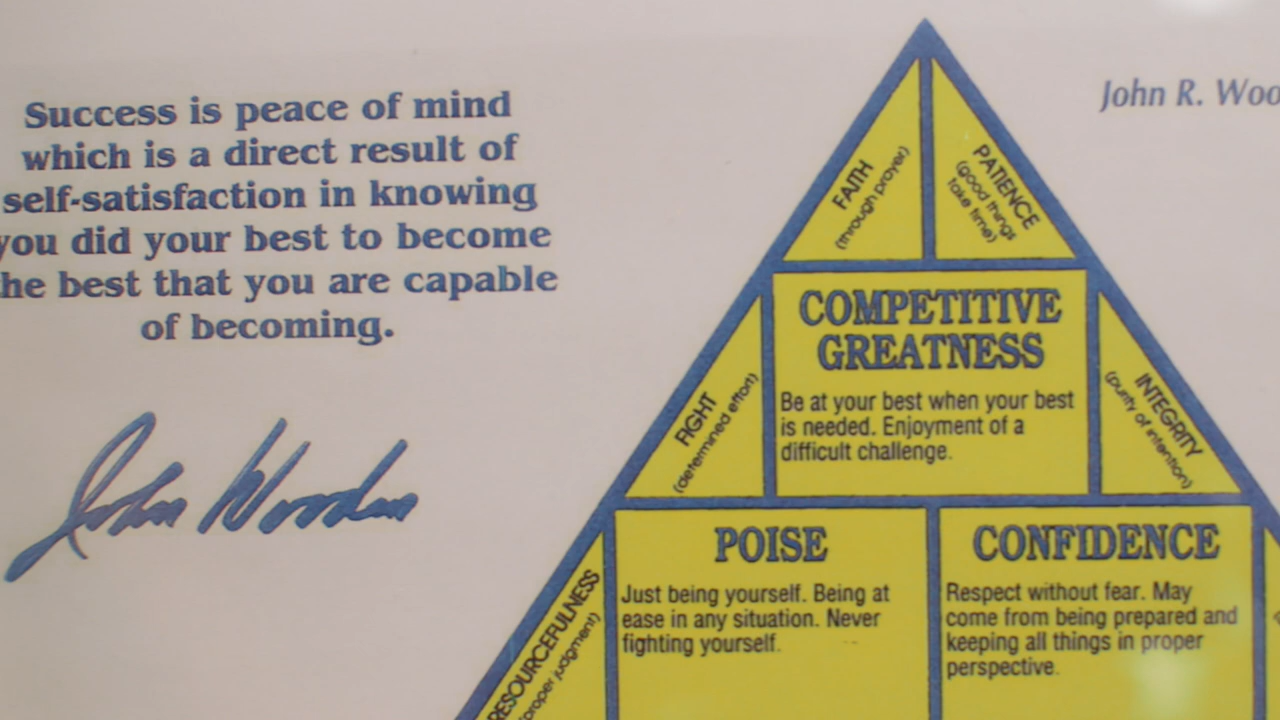 Success is peace of mind
which is a direct result of
self-satisfaction in knowing
you did your best to become
the best that you are capable
of becoming.
John Wooden
John R. Woo
FAITH
(through prayer)
PATIENCE
(good things
take time)
COMPETITIVE
GREATNESS
Be at your best when your best
is needed. Enjoyment of a
difficult challenge.
FIGHT
(determined effort)
INTEGRITY
(purity of intention)
POISE
Just being yourself. Being at
ease in any situation. Never
fighting yourself.
CONFIDENCE
Respect without fear. May
come from being prepared and
keeping all things in proper
perspective.
RESOURCEFULNESS
(proper judgment)